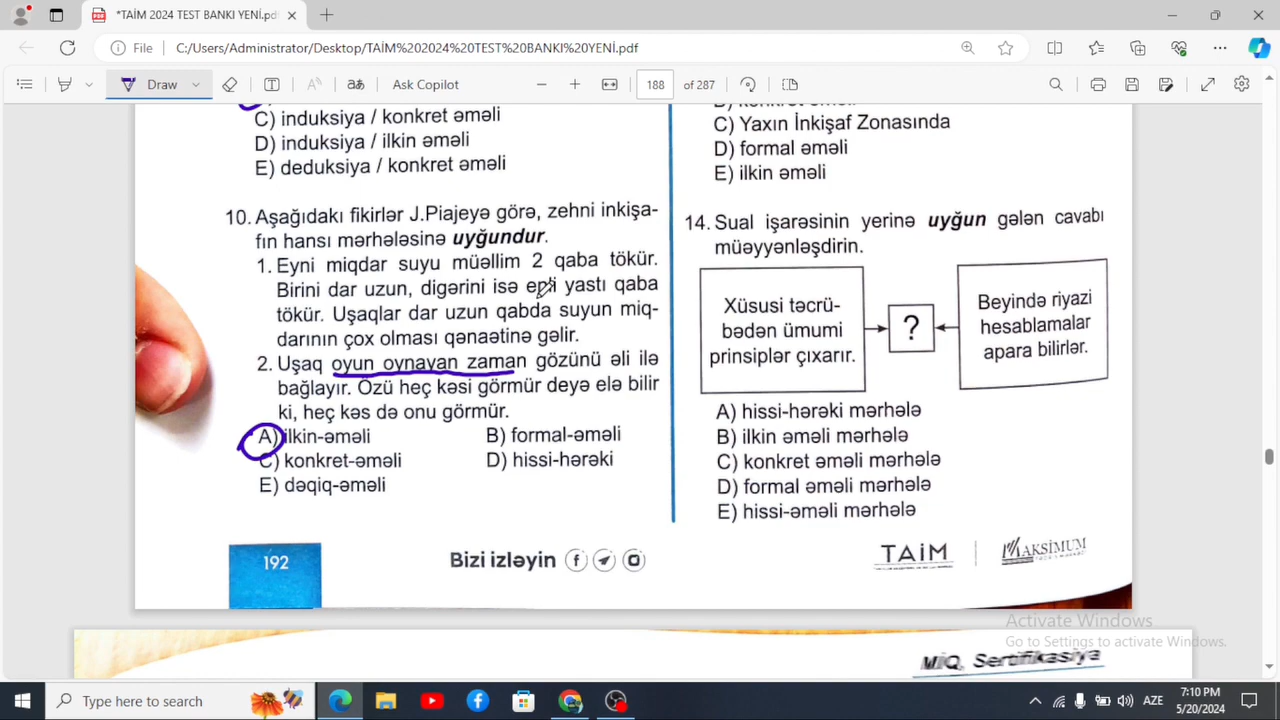 *TAİM 2024 TEST BANKI YENİ.pdf
File
C:/Users/Administrator/Desktop/TAİM%202024%20TEST%20BANKI%20YENİ.pdf
Draw
Ask Copilot
188 of 287
C) induksiya / konkret əməli
D) induksiya / ilkin əməli
E) deduksiya / konkret əməli
10. Aşağıdakı fikirlər J.Piajeyə görə, zehni inkişa-
fın hansı mərhələsinə uyğundur.
1. Eyni miqdar suyu müəllim 2 qaba tökür.
Birini dar uzun, digərini isə enli yastı qaba
tökür. Uşaqlar dar uzun qabda suyun miq-
darının çox olması qənaətinə gəlir.
2. Uşaq oyun oynayan zaman gözünü əli ilə
bağlayır. Özü heç kəsi görmür deyə elə bilir
ki, heç kəs də onu görmür.
A) ilkin-əməli
B) formal-əməli
C) konkret-əməli
D) hissi-hərəki
E) dəqiq-əməli
C) Yaxın İnkişaf Zonasında
D) formal əməli
E) ilkin əməli
14. Sual işarəsinin yerinə uyğun gələn cavabı
müəyyənləşdirin.
Xüsusi təcrü-
bədən ümumi
prinsiplər çıxarır.
?
Beyində riyazi
hesablamalar
apara bilirlər.
A) hissi-hərəki mərhələ
B) ilkin əməli mərhələ
C) konkret əməli mərhələ
D) formal əməli mərhələ
E) hissi-əməli mərhələ
192
Bizi izləyin
TAİM
MAKSİMUM
Activate Windows
Go to Settings to activate Windows.
MİQ, Sertifikasiya
Type here to search
AZE
7:10 PM
5/20/2024